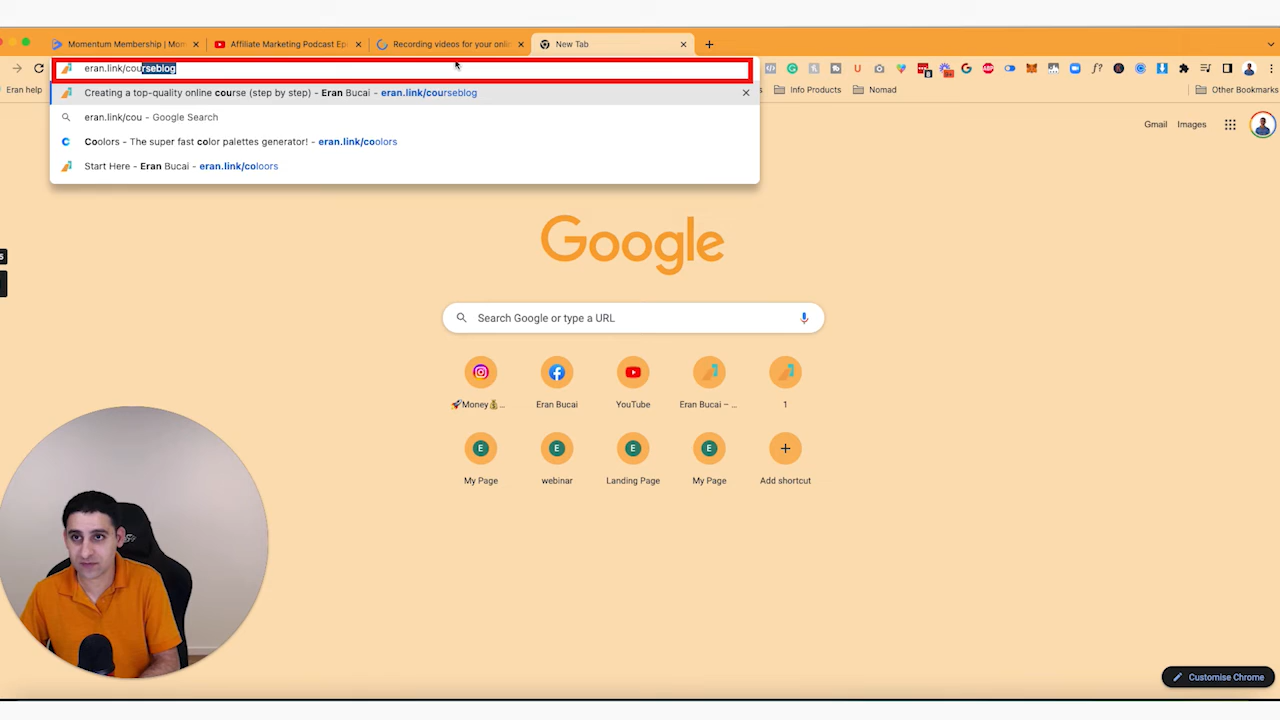 Momentum Membership | Mom
Affiliate Marketing Podcast Ep
Recording videos for your onli
New Tab
eran.link/courseblog
Creating a top-quality online course (step by step) - Eran Bucai - eran.link/courseblog
eran.link/cou - Google Search
Coolors - The super fast color palettes generator! - eran.link/coolors
Start Here - Eran Bucai - eran.link/coloors
Eran help
Info Products
Nomad
Other Bookmarks
Gmail
Images
Google
Search Google or type a URL
🚀Money💰...
Eran Bucai
YouTube
Eran Bucai – ...
1
E
E
E
E
My Page
webinar
Landing Page
My Page
Add shortcut
Customise Chrome